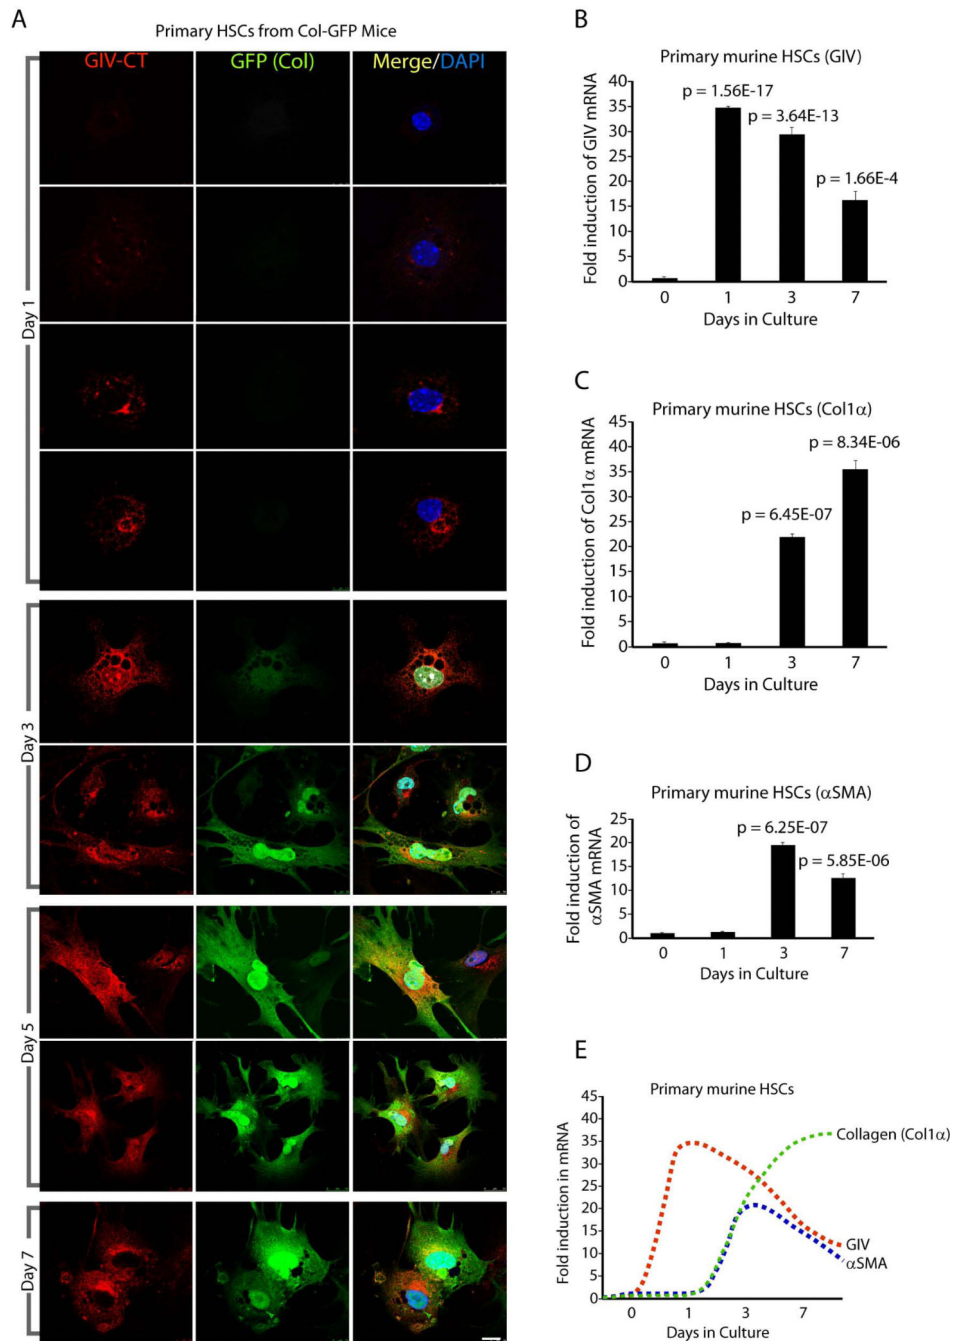 A
Primary HSCs from Col-GFP Mice
GIV-CT
GFP (Col)
Merge/DAPI
Day 1
Day 3
Day 5
Day 7
B
Primary murine HSCs (GIV)
Fold induction of GIV mRNA
40
35
30
25
20
15
10
5
0
p = 1.56E-17
p = 3.64E-13
p = 1.66E-4
0 1 3 7
Days in Culture
C
Primary murine HSCs (Col1α)
Fold induction of Col1α mRNA
45
40
35
30
25
20
15
10
5
0
p = 8.34E-06
p = 6.45E-07
0 1 3 7
Days in Culture
D
Primary murine HSCs (αSMA)
Fold induction of
αSMA mRNA
25
20
15
10
5
0
p = 6.25E-07
p = 5.85E-06
0 1 3 7
Days in Culture
E
Primary murine HSCs
Fold induction in mRNA
45
40
35
30
25
20
15
10
5
0
Collagen (Col1α)
GIV
αSMA
0 1 3 7
Days in Culture